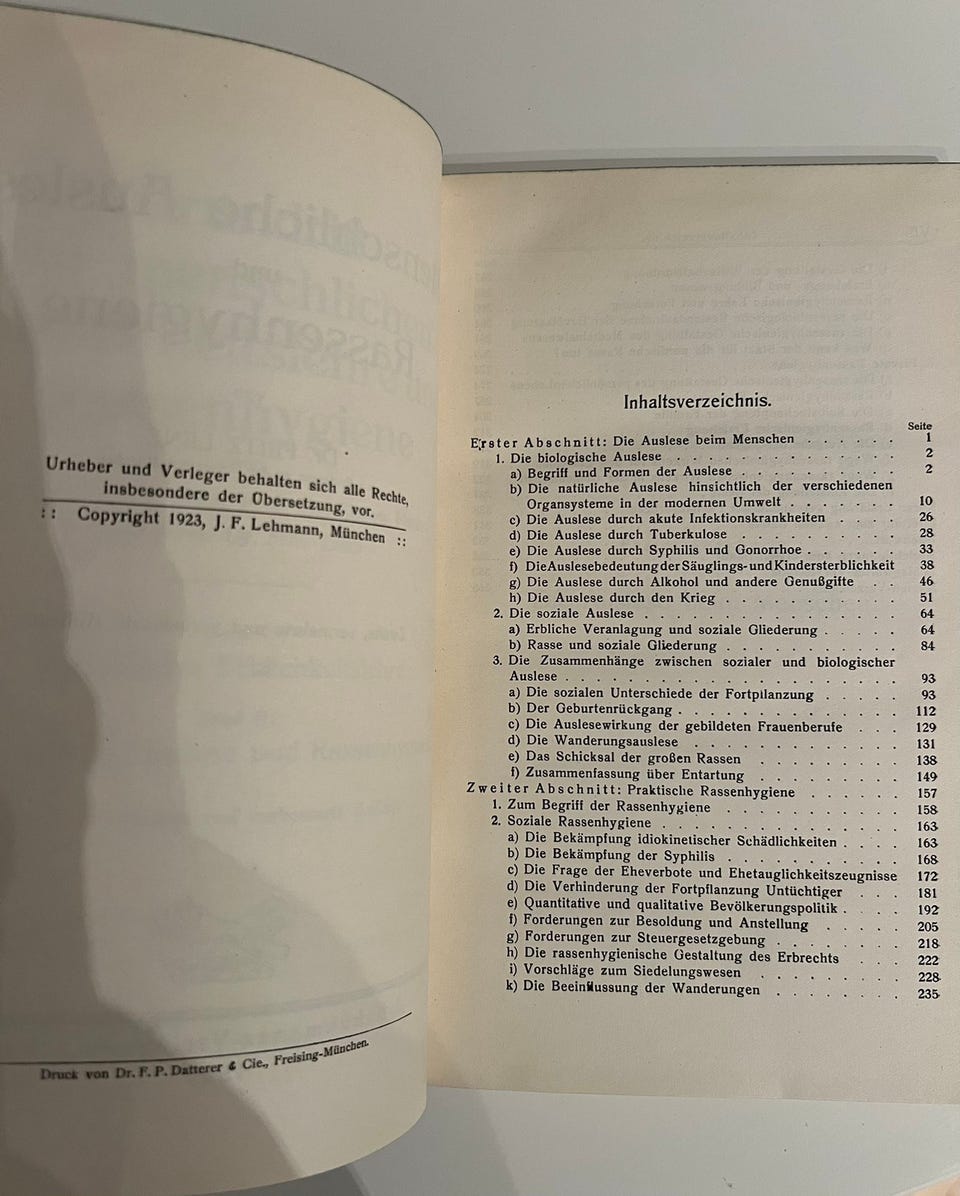 Urheber und Verleger behalten sich alle Rechte,
insbesondere der Übersetzung, vor.
:: Copyright 1923, J. F. Lehmann, München ::
Druck von Dr. F. P. Datterer & Cie., Freising-München.
Inhaltsverzeichnis.
Seite
Erster Abschnitt: Die Auslese beim Menschen . . . . . . 1
1. Die biologische Auslese . . . . . . . . . . . . . 2
a) Begriff und Formen der Auslese . . . . . . . . . 2
b) Die natürliche Auslese hinsichtlich der verschiedenen
Organsysteme in der modernen Umwelt . . . . . . . 10
c) Die Auslese durch akute Infektionskrankheiten . . . . 26
d) Die Auslese durch Tuberkulose . . . . . . . . . . 28
e) Die Auslese durch Syphilis und Gonorrhoe . . . . . . 33
f) Die Auslesebedeutung der Säuglings- und Kindersterblichkeit 38
g) Die Auslese durch Alkohol und andere Genußgifte . . 46
h) Die Auslese durch den Krieg . . . . . . . . . . . 51
2. Die soziale Auslese . . . . . . . . . . . . . . . 64
a) Erbliche Veranlagung und soziale Gliederung . . . . . 64
b) Rasse und soziale Gliederung . . . . . . . . . . . 84
3. Die Zusammenhänge zwischen sozialer und biologischer
Auslese . . . . . . . . . . . . . . . . . . . . 93
a) Die sozialen Unterschiede der Fortpflanzung . . . . . 93
b) Der Geburtenrückgang . . . . . . . . . . . . . . 112
c) Die Auslesewirkung der gebildeten Frauenberufe . . . 129
d) Die Wanderungsauslese . . . . . . . . . . . . . 131
e) Das Schicksal der großen Rassen . . . . . . . . . 138
f) Zusammenfassung über Entartung . . . . . . . . . 149
Zweiter Abschnitt: Praktische Rassenhygiene . . . . . . 157
1. Zum Begriff der Rassenhygiene . . . . . . . . . . . 158
2. Soziale Rassenhygiene . . . . . . . . . . . . . . 163
a) Die Bekämpfung idiokinetischer Schädlichkeiten . . . . 163
b) Die Bekämpfung der Syphilis . . . . . . . . . . . 168
c) Die Frage der Eheverbote und Ehetauglichkeitszeugnisse 172
d) Die Verhinderung der Fortpflanzung Untüchtiger . . . 181
e) Quantitative und qualitative Bevölkerungspolitik . . . . 192
f) Forderungen zur Besoldung und Anstellung . . . . . 205
g) Forderungen zur Steuergesetzgebung . . . . . . . . 218
h) Die rassenhygienische Gestaltung des Erbrechts . . . 222
i) Vorschläge zum Siedelungswesen . . . . . . . . . 228
k) Die Beeinflussung der Wanderungen . . . . . . . . 235